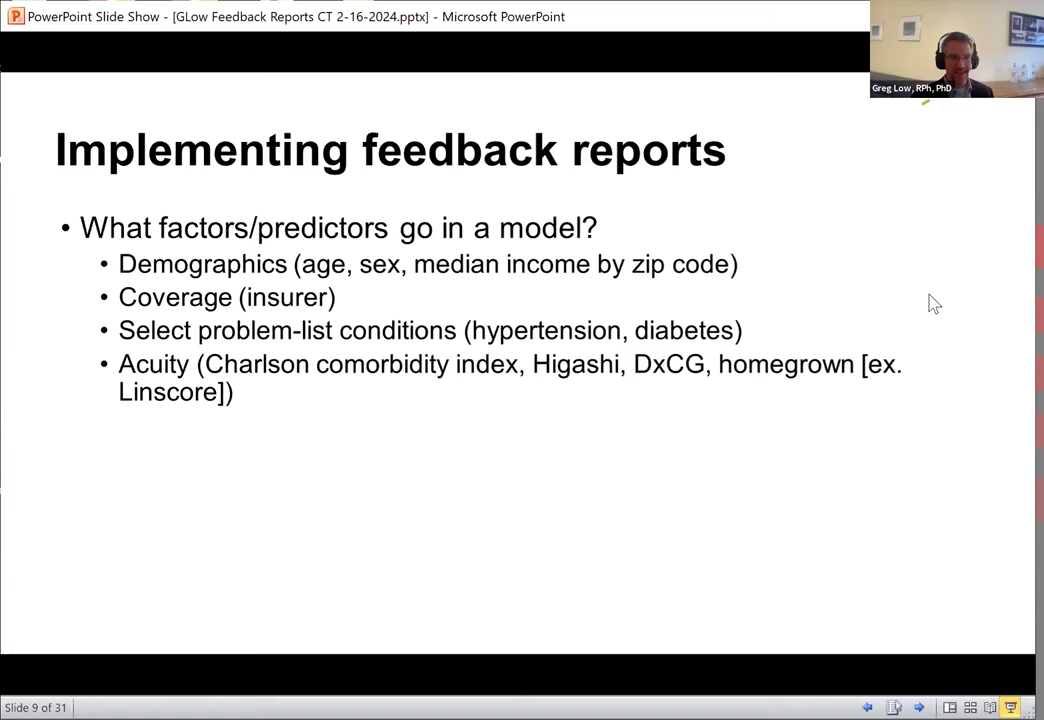 PowerPoint Slide Show - [GLow Feedback Reports CT 2-16-2024.pptx] - Microsoft PowerPoint
Greg Low, RPh, PhD
Implementing feedback reports
• What factors/predictors go in a model?
• Demographics (age, sex, median income by zip code)
• Coverage (insurer)
• Select problem-list conditions (hypertension, diabetes)
• Acuity (Charlson comorbidity index, Higashi, DxCG, homegrown [ex.
Linscore])
Slide 9 of 31